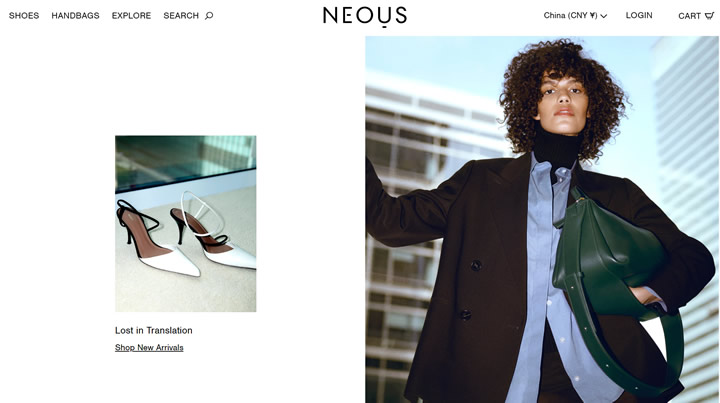 SHOES HANDBAGS EXPLORE SEARCH NEOUS China (CNY ¥) LOGIN CART
Lost in Translation
Shop New Arrivals